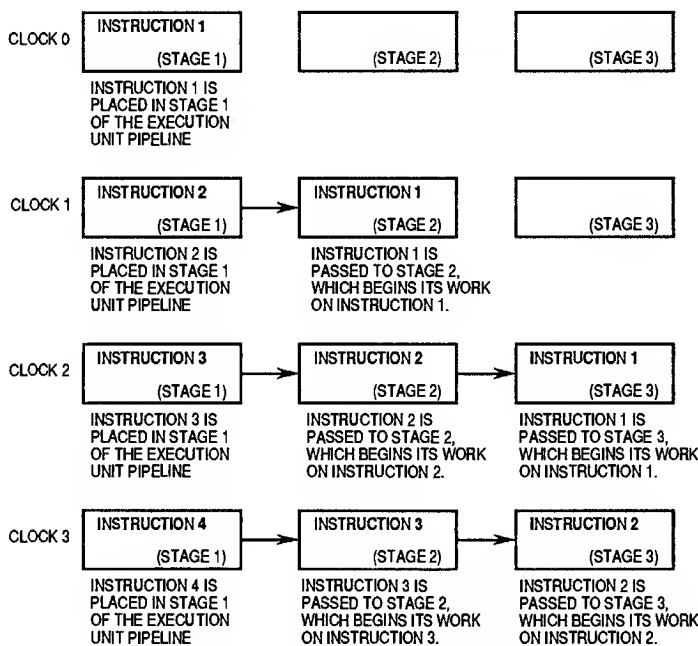 CLOCK 0
INSTRUCTION 1
(STAGE 1)
(STAGE 2)
(STAGE 3)
INSTRUCTION 1 IS
PLACED IN STAGE 1
OF THE EXECUTION
UNIT PIPELINE
CLOCK 1
INSTRUCTION 2
(STAGE 1)
INSTRUCTION 1
(STAGE 2)
(STAGE 3)
INSTRUCTION 2 IS
PLACED IN STAGE 1
OF THE EXECUTION
UNIT PIPELINE
INSTRUCTION 1 IS
PASSED TO STAGE 2,
WHICH BEGINS ITS WORK
ON INSTRUCTION 1.
CLOCK 2
INSTRUCTION 3
(STAGE 1)
INSTRUCTION 2
(STAGE 2)
INSTRUCTION 1
(STAGE 3)
INSTRUCTION 3 IS
PLACED IN STAGE 1
OF THE EXECUTION
UNIT PIPELINE
INSTRUCTION 2 IS
PASSED TO STAGE 2,
WHICH BEGINS ITS WORK
ON INSTRUCTION 2.
INSTRUCTION 1 IS
PASSED TO STAGE 3,
WHICH BEGINS ITS WORK
ON INSTRUCTION 1.
CLOCK 3
INSTRUCTION 4
(STAGE 1)
INSTRUCTION 3
(STAGE 2)
INSTRUCTION 2
(STAGE 3)
INSTRUCTION 4 IS
PLACED IN STAGE 1
OF THE EXECUTION
UNIT PIPELINE
INSTRUCTION 3 IS
PASSED TO STAGE 2,
WHICH BEGINS ITS WORK
ON INSTRUCTION 3.
INSTRUCTION 2 IS
PASSED TO STAGE 3,
WHICH BEGINS ITS WORK
ON INSTRUCTION 2.